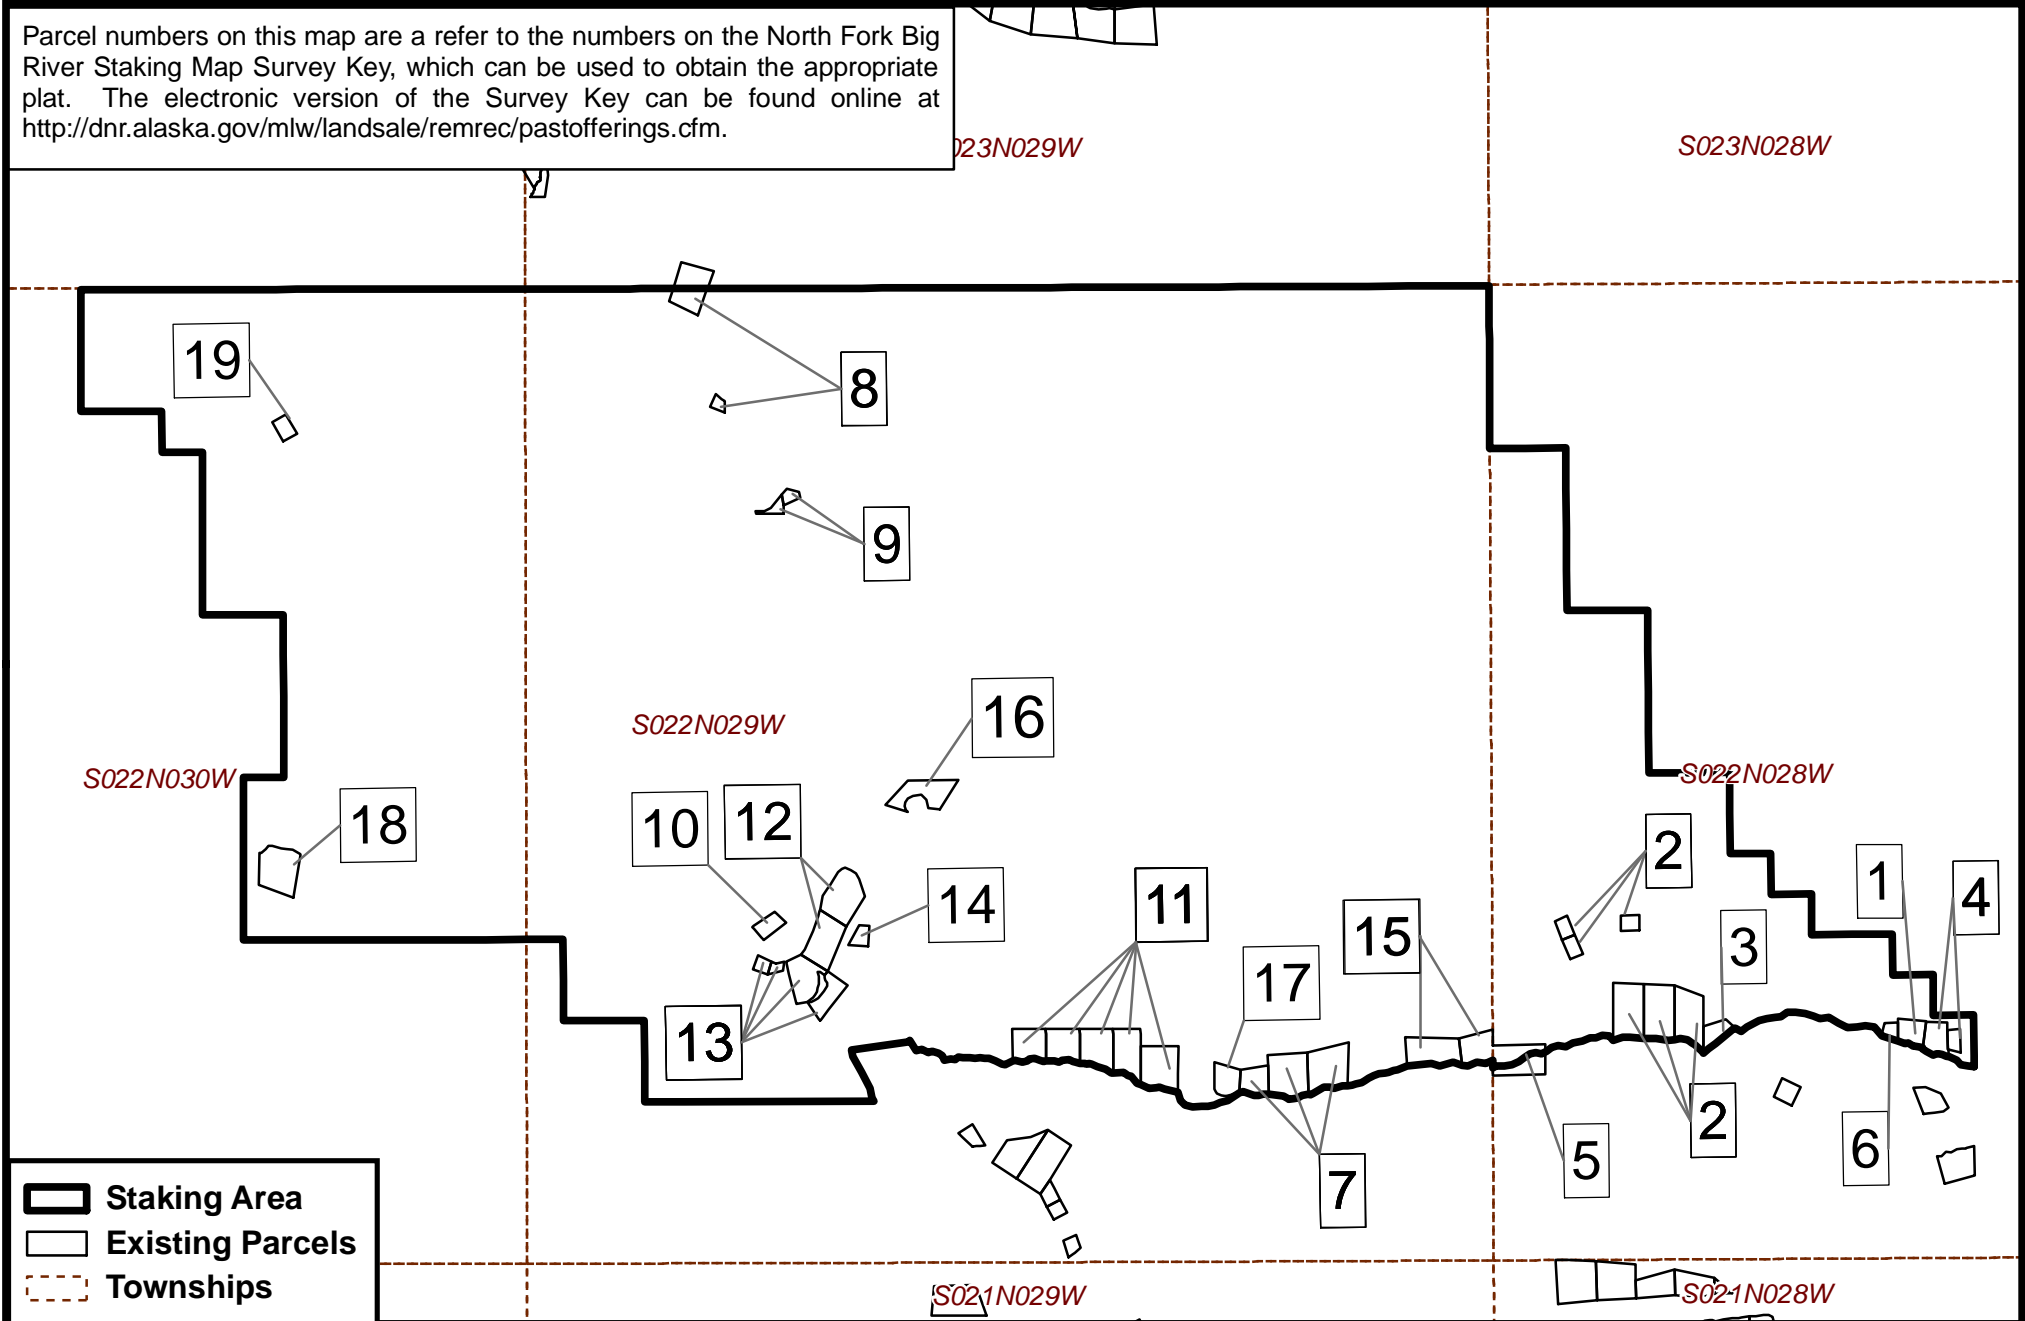 Parcel numbers on this map are a refer to the numbers on the North Fork Big
River Staking Map Survey Key, which can be used to obtain the appropriate
plat. The electronic version of the Survey Key can be found online at
http://dnr.alaska.gov/mlw/landsale/remrec/pastofferings.cfm.
023N029W
S023N028W
19
8
9
16
S022N029W
S022N030W
S022N028W
18
10
12
2
1
4
14
11
15
3
17
13
2
5
6
7
Staking Area
Existing Parcels
Townships
S021N029W
S021N028W